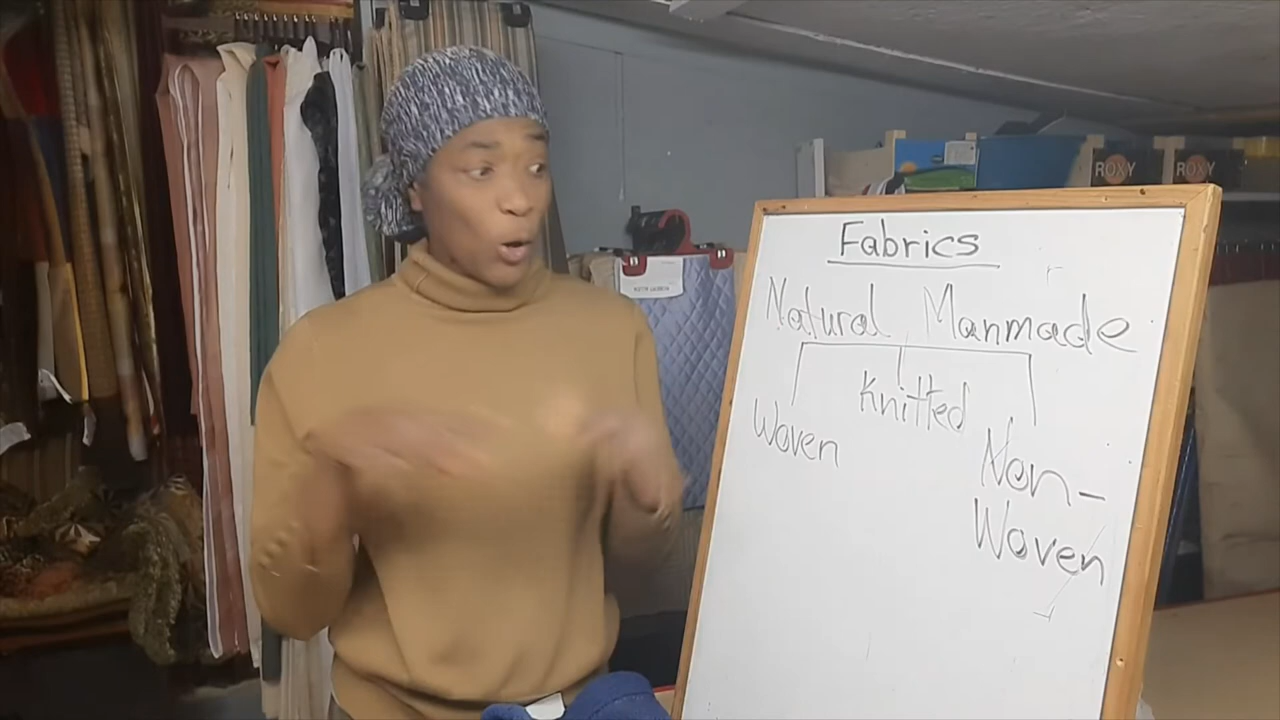 Fabrics
Natural Manmade
Woven
Knitted
Non-
Woven
ROXY
ROXY